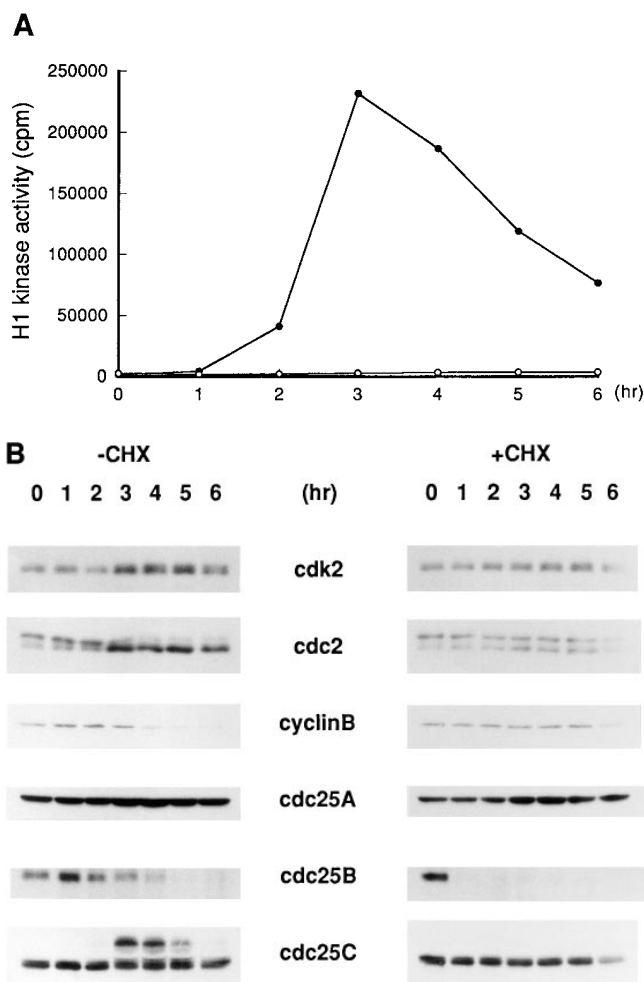 A
H1 kinase activity (cpm)
250000
200000
150000
100000
50000
0
0 1 2 3 4 5 6 (hr)
B
-CHX +CHX
0 1 2 3 4 5 6 (hr) 0 1 2 3 4 5 6
cdk2
cdc2
cyclinB
cdc25A
cdc25B
cdc25C